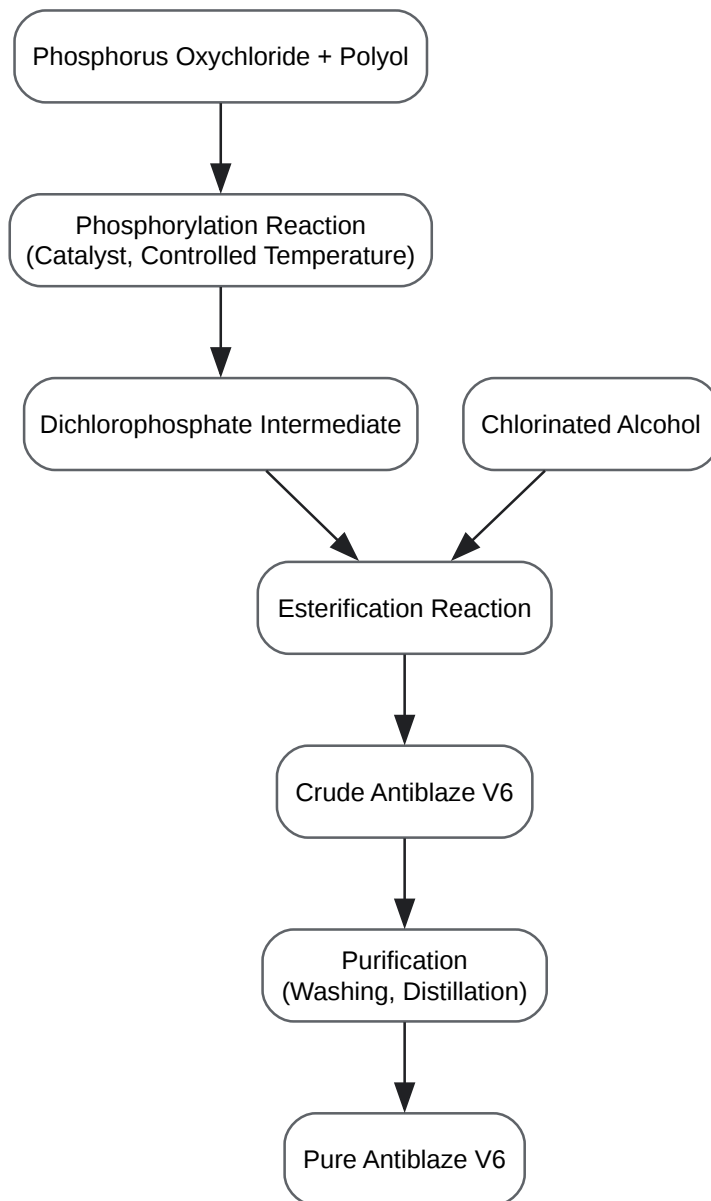 Phosphorus Oxychloride + Polyol
Phosphorylation Reaction
(Catalyst, Controlled Temperature)
Dichlorophosphate Intermediate
Chlorinated Alcohol
Esterification Reaction
Crude Antiblaze V6
Purification
(Washing, Distillation)
Pure Antiblaze V6